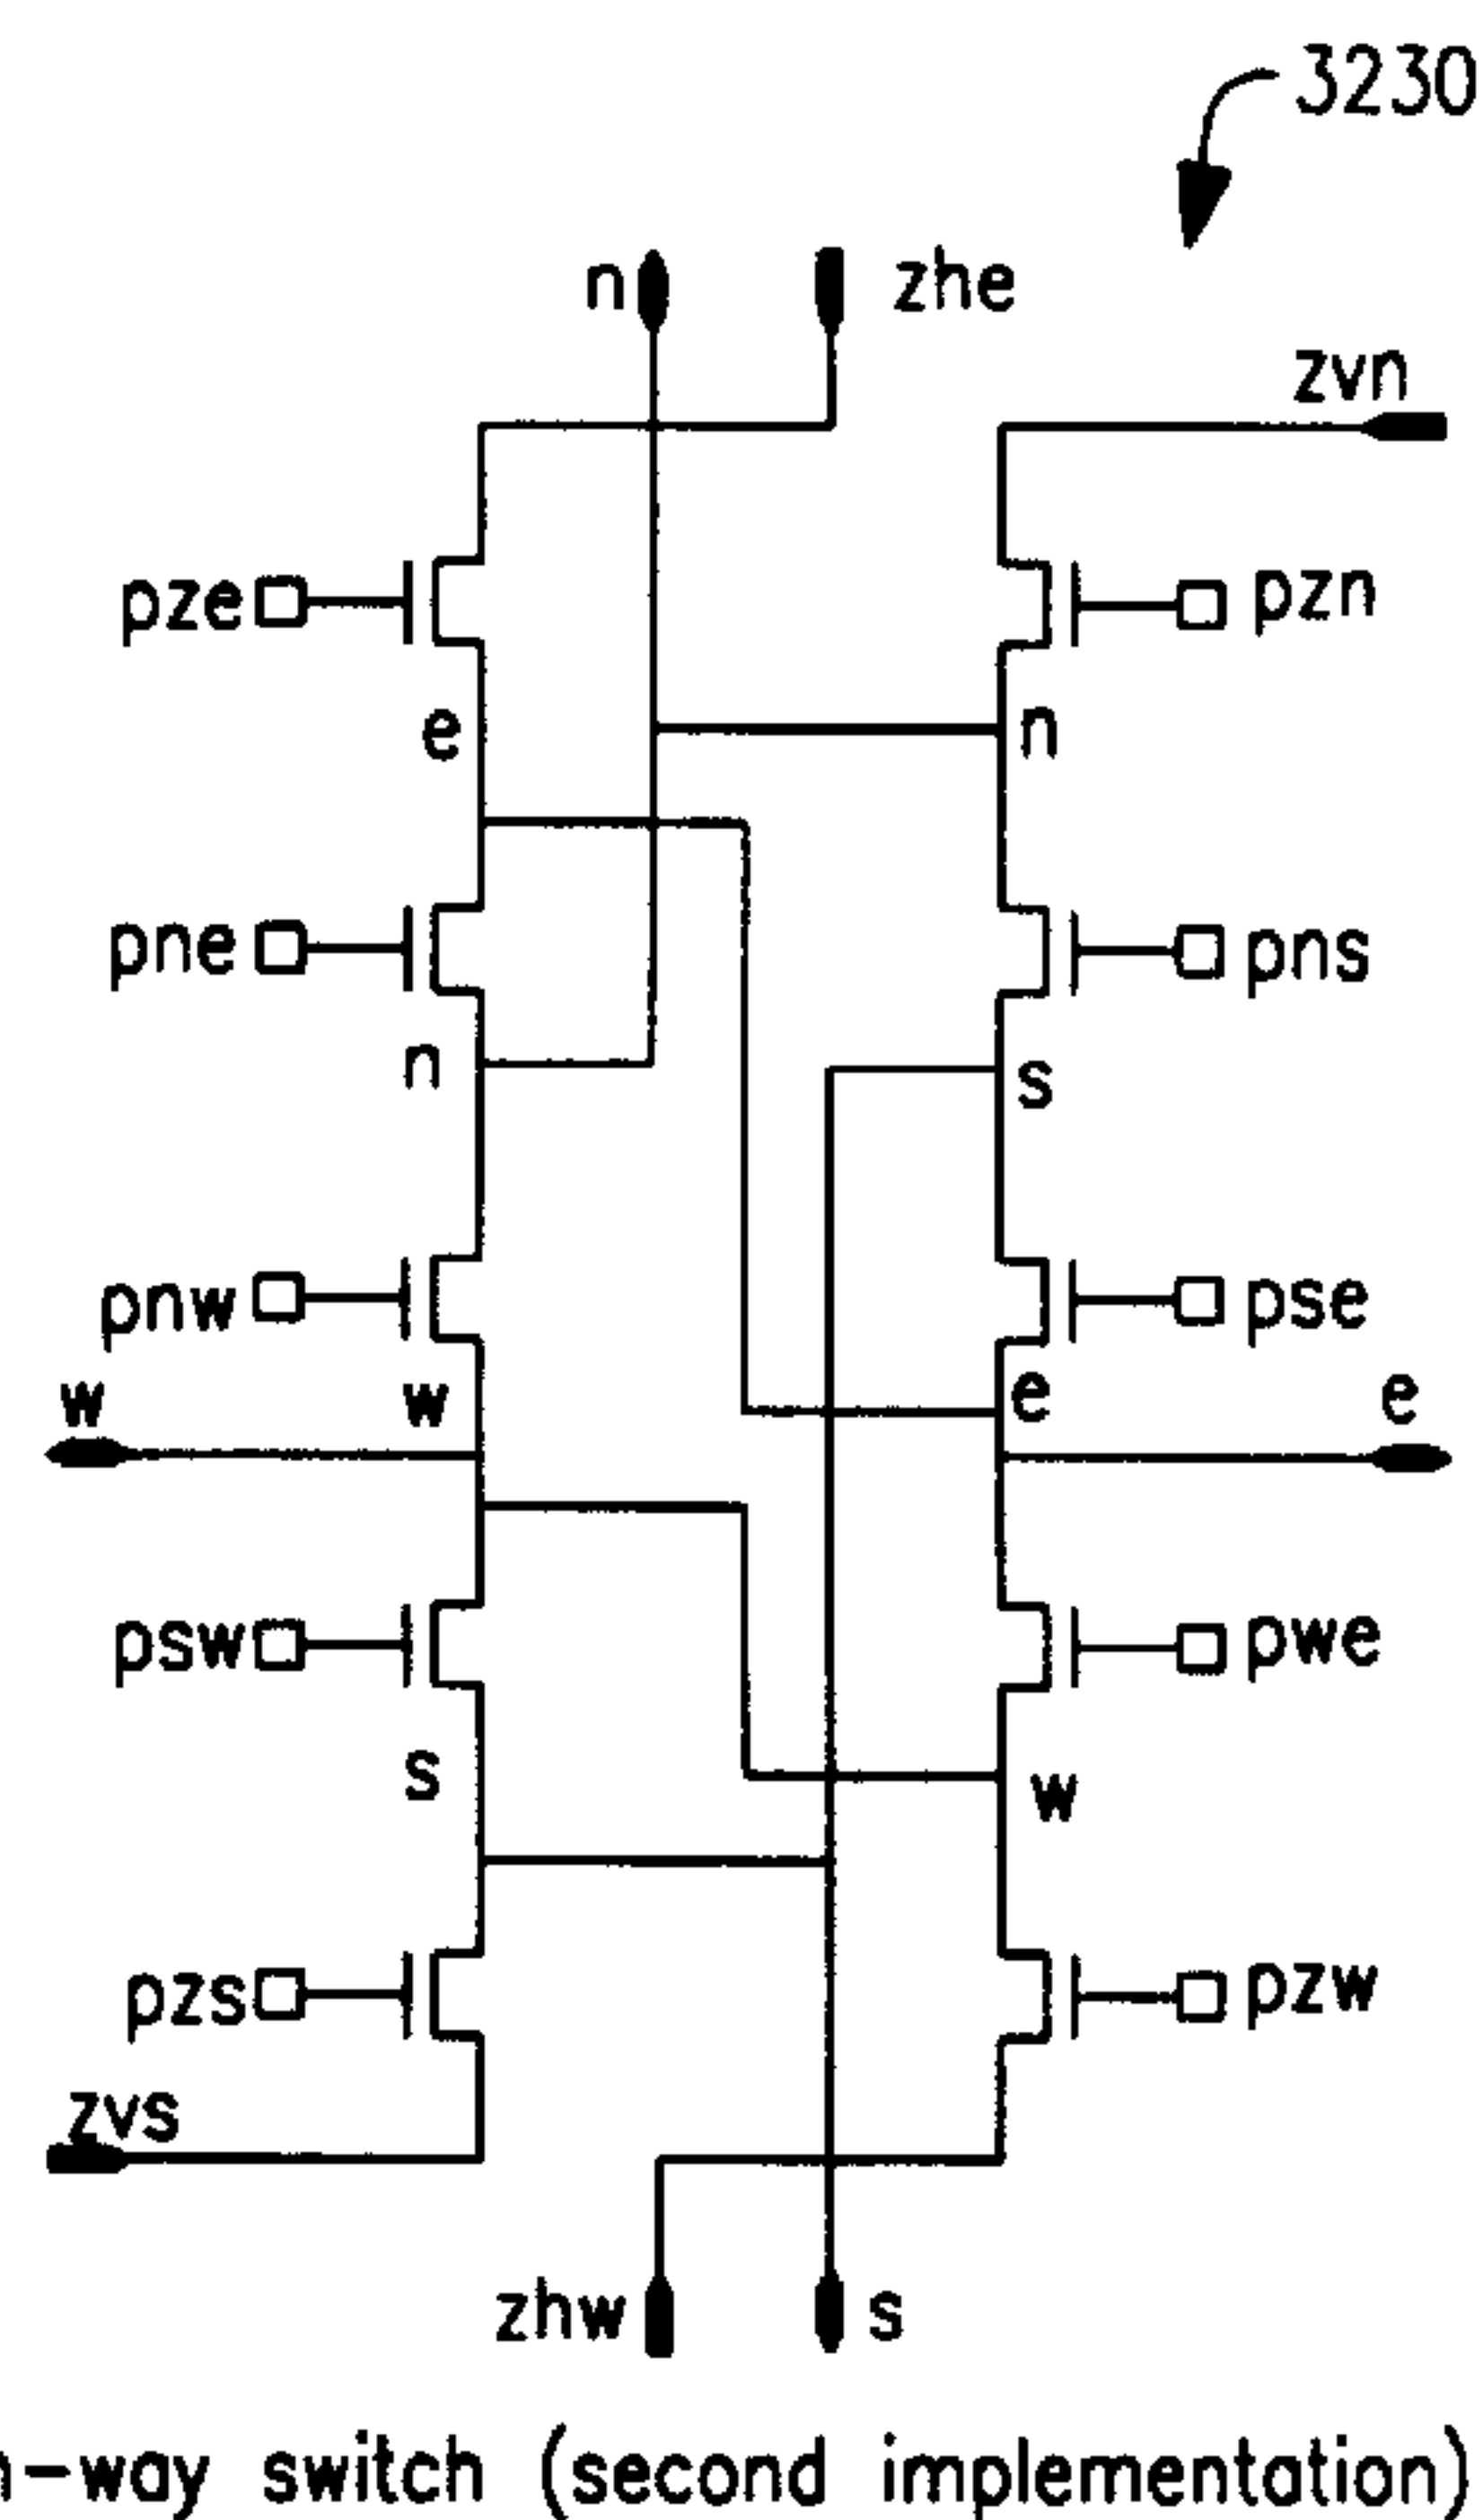 3230
n zhe
zvn
pze pzn
e n
pne pns
n s
pnw pse
w w e e
psw pwe
s w
pzs pzw
zvs
zhw s
-way switch (second implementation)